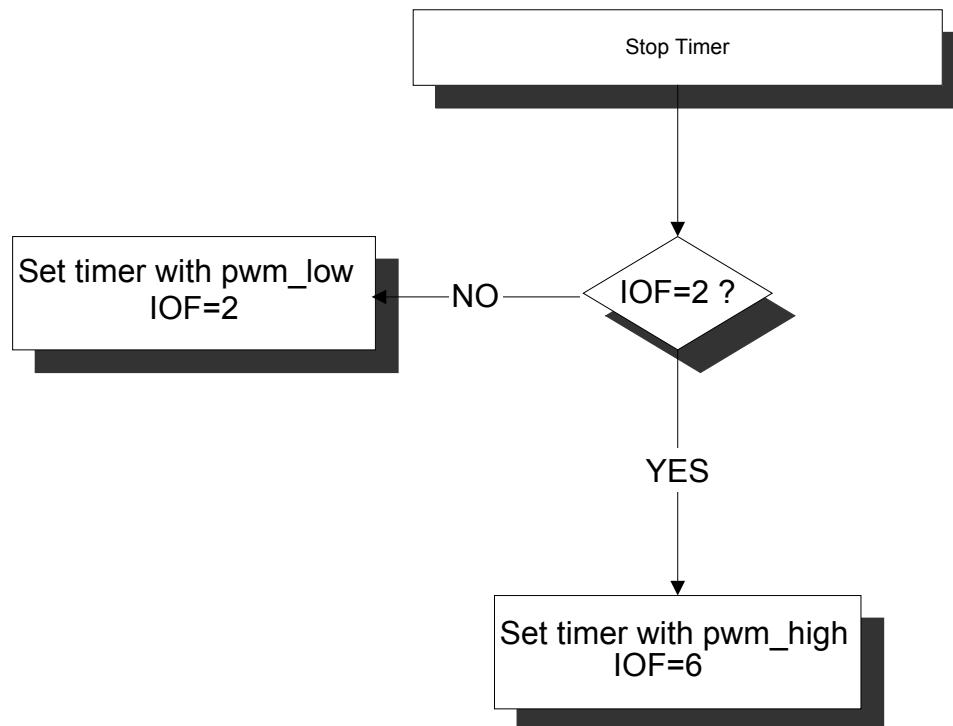 Stop Timer
IOF=2 ?
NO
Set timer with pwm_low
IOF=2
YES
Set timer with pwm_high
IOF=6